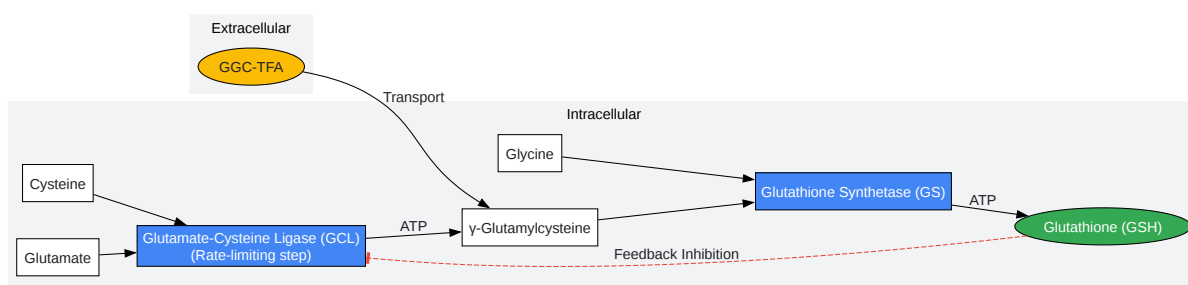 Extracellular
GGC-TFA
Transport
Intracellular
Glycine
Cysteine
Glutathione Synthetase (GS)
ATP
Glutamate-Cysteine Ligase (GCL)
(Rate-limiting step)
ATP
γ-Glutamylcysteine
Glutathione (GSH)
Glutamate
Feedback Inhibition